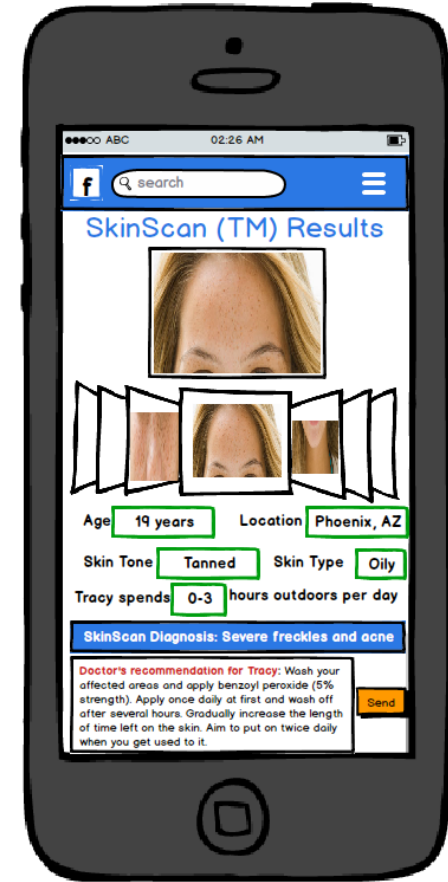 ABC 02:26 AM
f search
SkinScan (TM) Results
Age 19 years Location Phoenix, AZ
Skin Tone Tanned Skin Type Oily
Tracy spends 0-3 hours outdoors per day
SkinScan Diagnosis: Severe freckles and acne
Doctor's recommendation for Tracy: Wash your
affected areas and apply benzoyl peroxide (5%
strength). Apply once daily at first and wash off
after several hours. Gradually increase the length
of time left on the skin. Aim to put on twice daily
when you get used to it.
Send